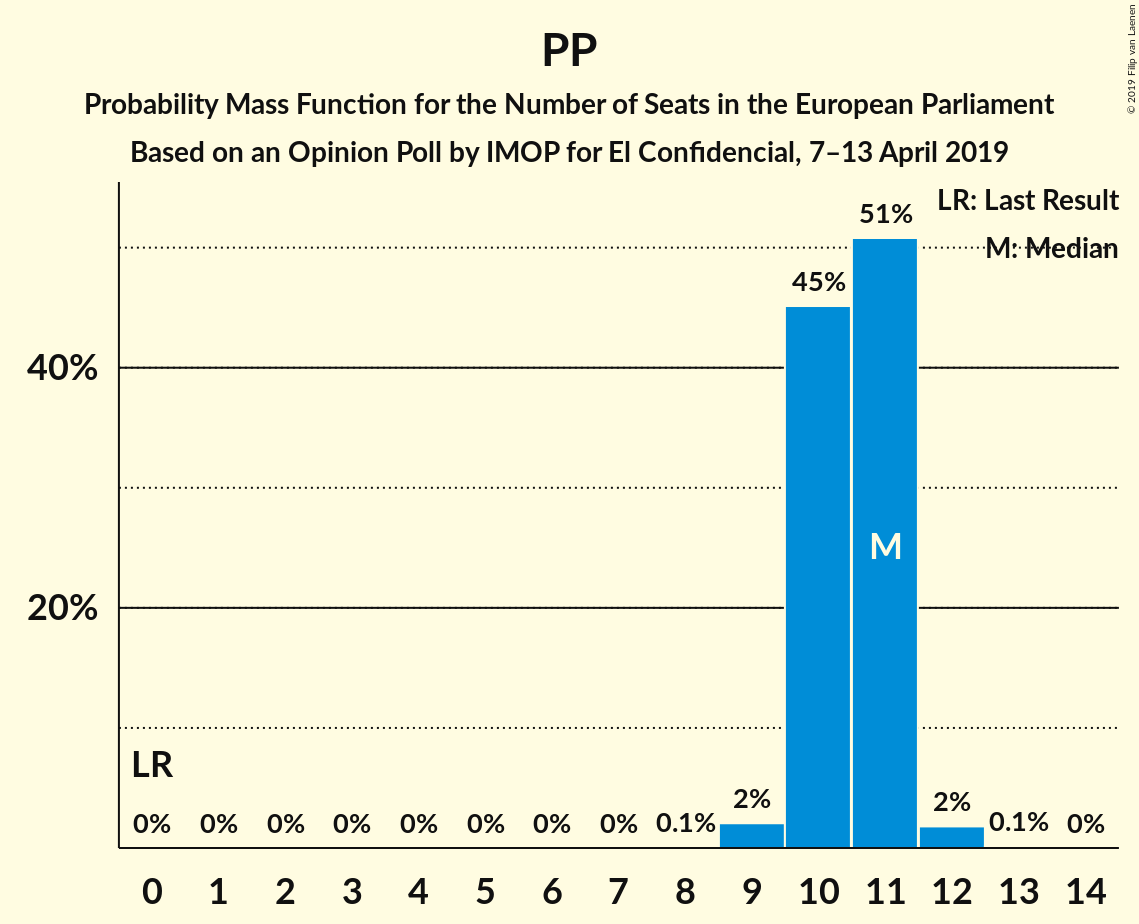 PP
Probability Mass Function for the Number of Seats in the European Parliament
Based on an Opinion Poll by IMOP for El Confidencial, 7–13 April 2019
© 2019 Filip van Laenen
LR: Last Result
M: Median
51%
45%
40%
M
20%
LR
0% 0% 0% 0% 0% 0% 0% 0% 0.1% 2% 2% 0.1% 0%
0 1 2 3 4 5 6 7 8 9 10 11 12 13 14